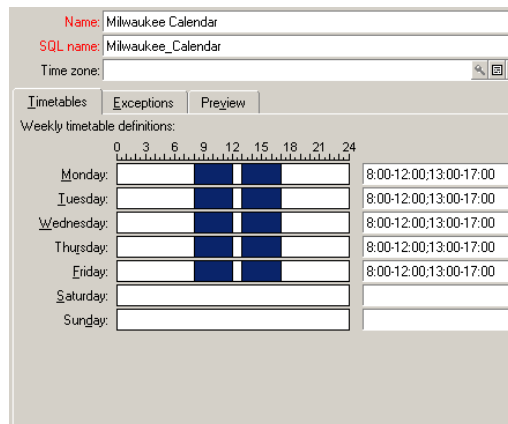 Name: Milwaukee Calendar
SQL name: Milwaukee_Calendar
Time zone:
Timetables Exceptions Preview
Weekly timetable definitions:
0 3 6 9 12 15 18 21 24
Monday: 8:00-12:00;13:00-17:00
Tuesday: 8:00-12:00;13:00-17:00
Wednesday: 8:00-12:00;13:00-17:00
Thursday: 8:00-12:00;13:00-17:00
Friday: 8:00-12:00;13:00-17:00
Saturday:
Sunday: